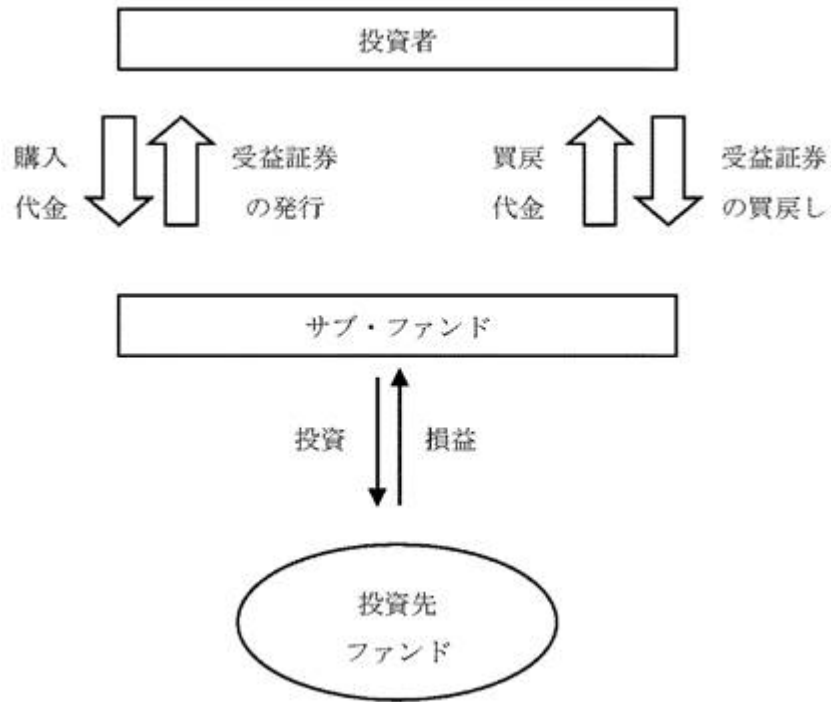 投資者
購入
代金
受益証券
の発行
買戻
代金
受益証券
の買戻し
サブ・ファンド
投資
損益
投資先
ファンド